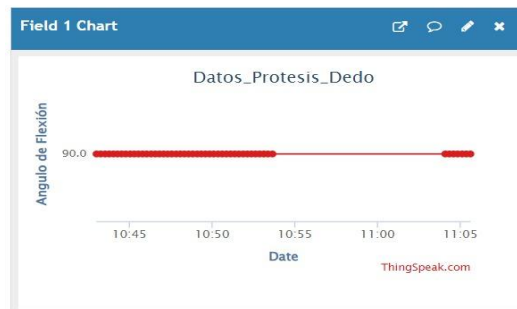 Field 1 Chart
Datos_Protesis_Dedo
Angulo de Flexión
90.0
10:45 10:50 10:55 11:00 11:05
Date
ThingSpeak.com